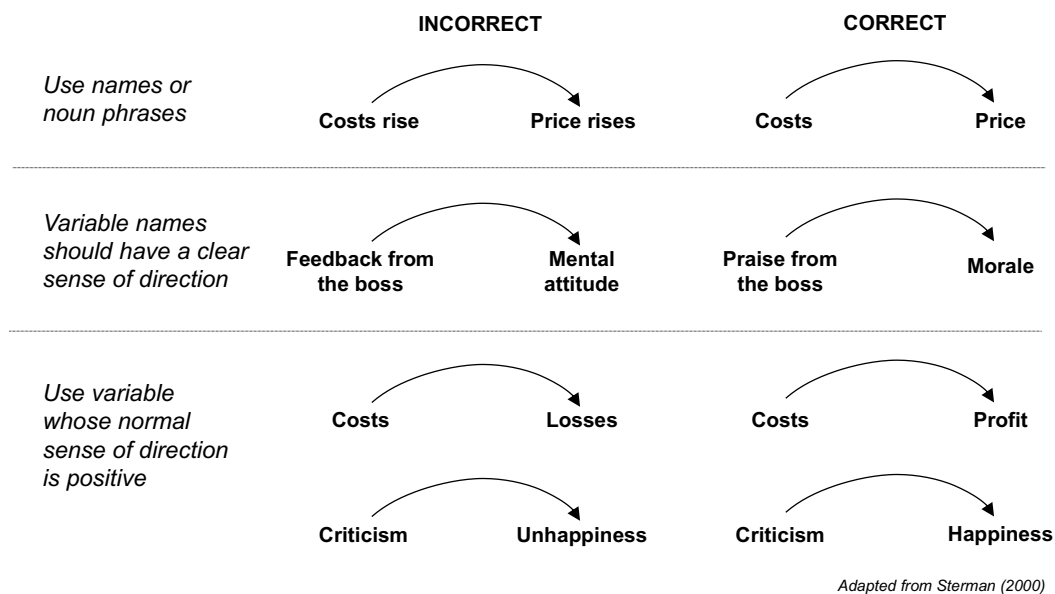 INCORRECT
CORRECT
Use names or
noun phrases
Costs rise
Price rises
Costs
Price
Variable names
should have a clear
sense of direction
Feedback from
the boss
Mental
attitude
Praise from
the boss
Morale
Use variable
whose normal
sense of direction
is positive
Costs
Losses
Costs
Profit
Criticism
Unhappiness
Criticism
Happiness
Adapted from Sterman (2000)